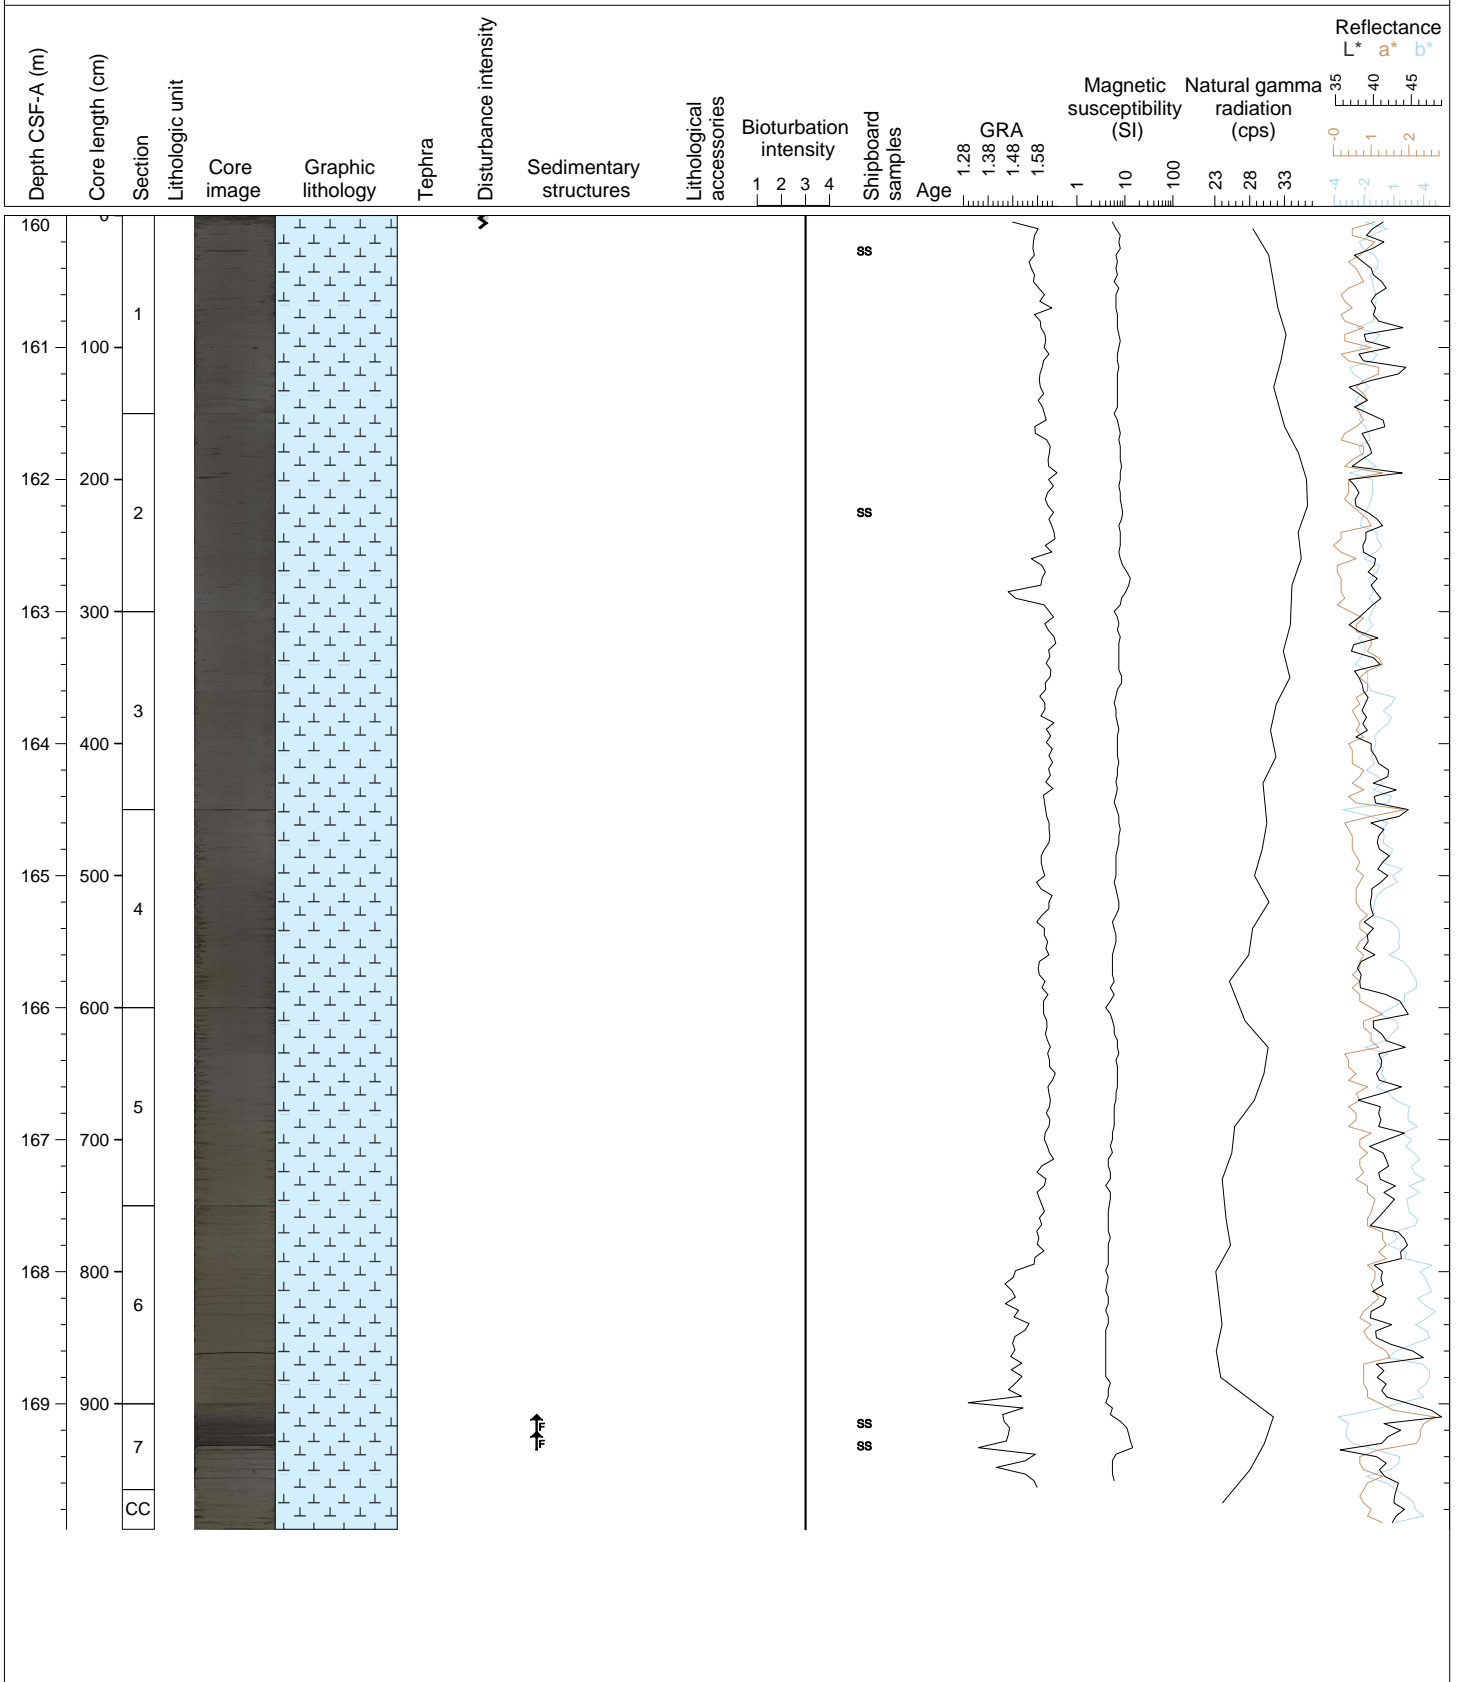 Depth CSF-A (m)
Core length (cm)
Section
Lithologic unit
Core
image
Graphic
lithology
Tephra
Disturbance intensity
Sedimentary
structures
Lithological
accessories
Bioturbation
intensity
1 2 3 4
Shipboard
samples
Age
GRA
1.28
1.38
1.48
1.58
Magnetic
susceptibility
(SI)
1
10
100
Natural gamma
radiation
(cps)
23
28
33
Reflectance
L* a* b*
35
40
45
-0
1
2
-4
-2
1
4
160 0
ss
1
161 100
162 200
2
ss
163 300
3
164 400
165 500
4
166 600
5
167 700
168 800
6
169 900
F
ss
F
7
ss
CC